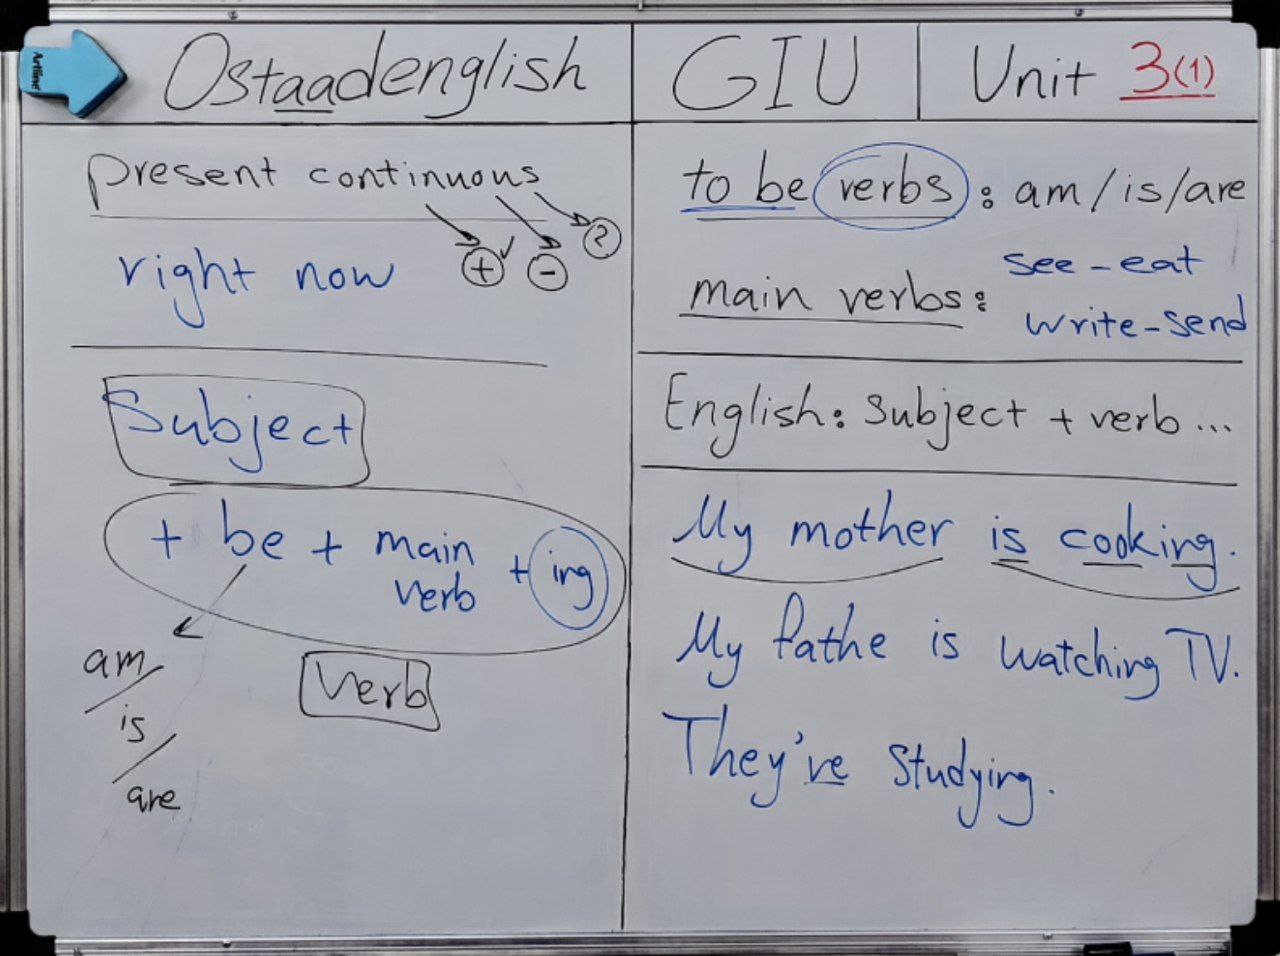 Artline
Ostaadenglish
GIU
Unit 3(1)
present continuous
+ ✓ - ?
right now
Subject
+ be + main verb + ing
am/
is/
are
Verb
to be verbs : am/is/are
main verbs : see - eat
write - send
English: Subject + verb ...
My mother is cooking.
My fathe is watching TV.
They're studying.